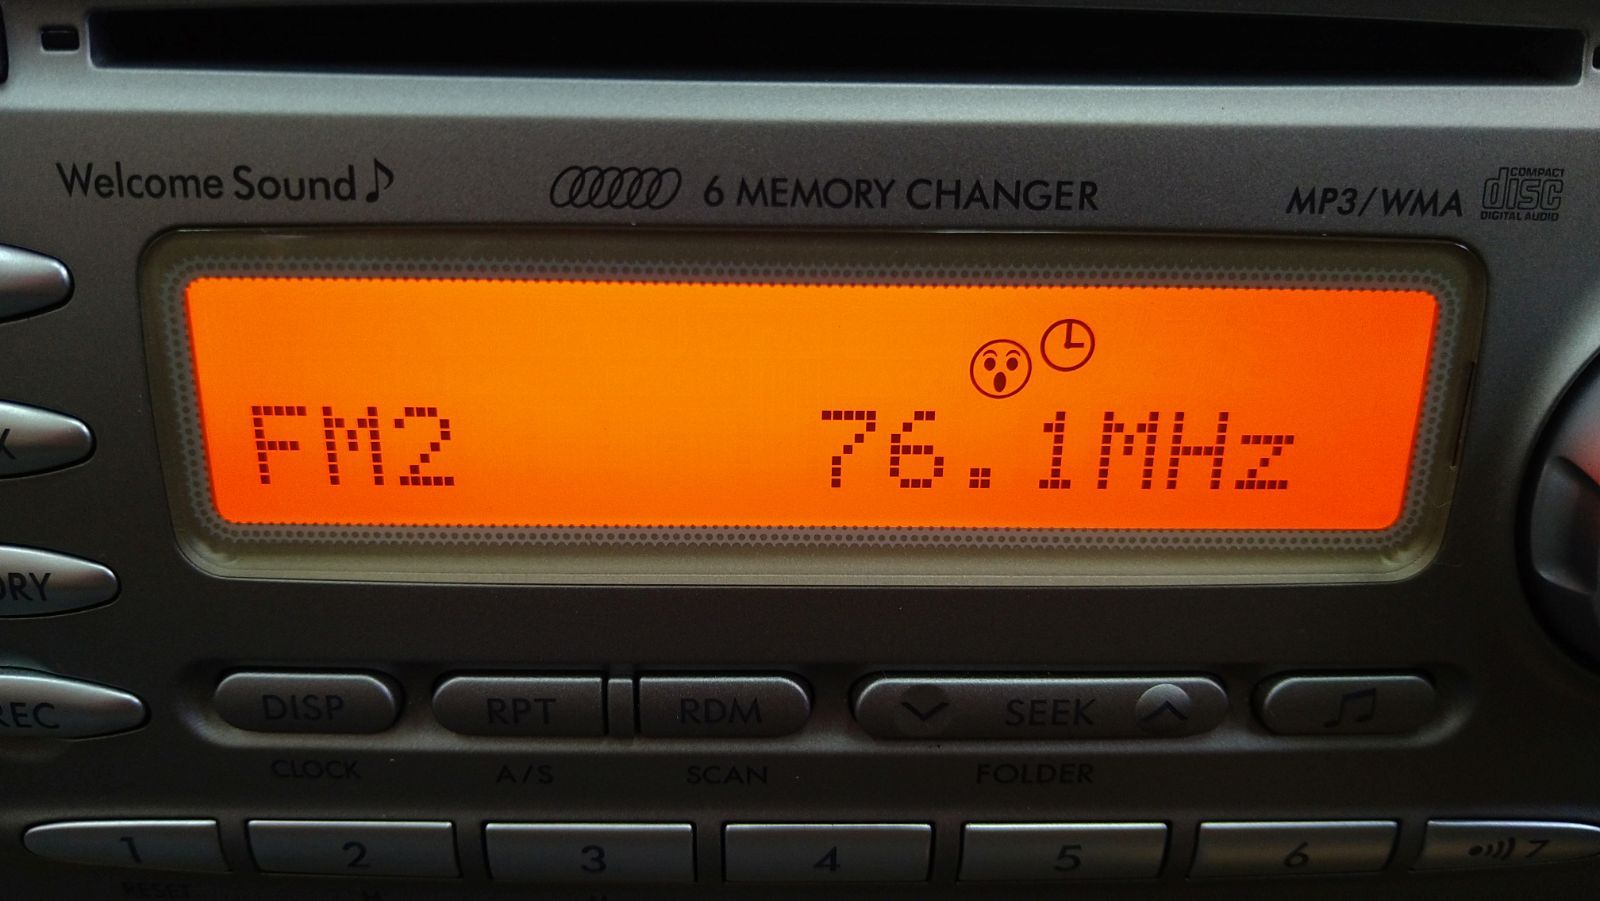 Welcome Sound♪ 6 MEMORY CHANGER MP3/WMA COMPACT disc DIGITAL AUDIO
FM2 76.1MHz
DISP RPT RDM SEEK
CLOCK A/S SCAN FOLDER
1 2 3 4 5 6 7
RESET